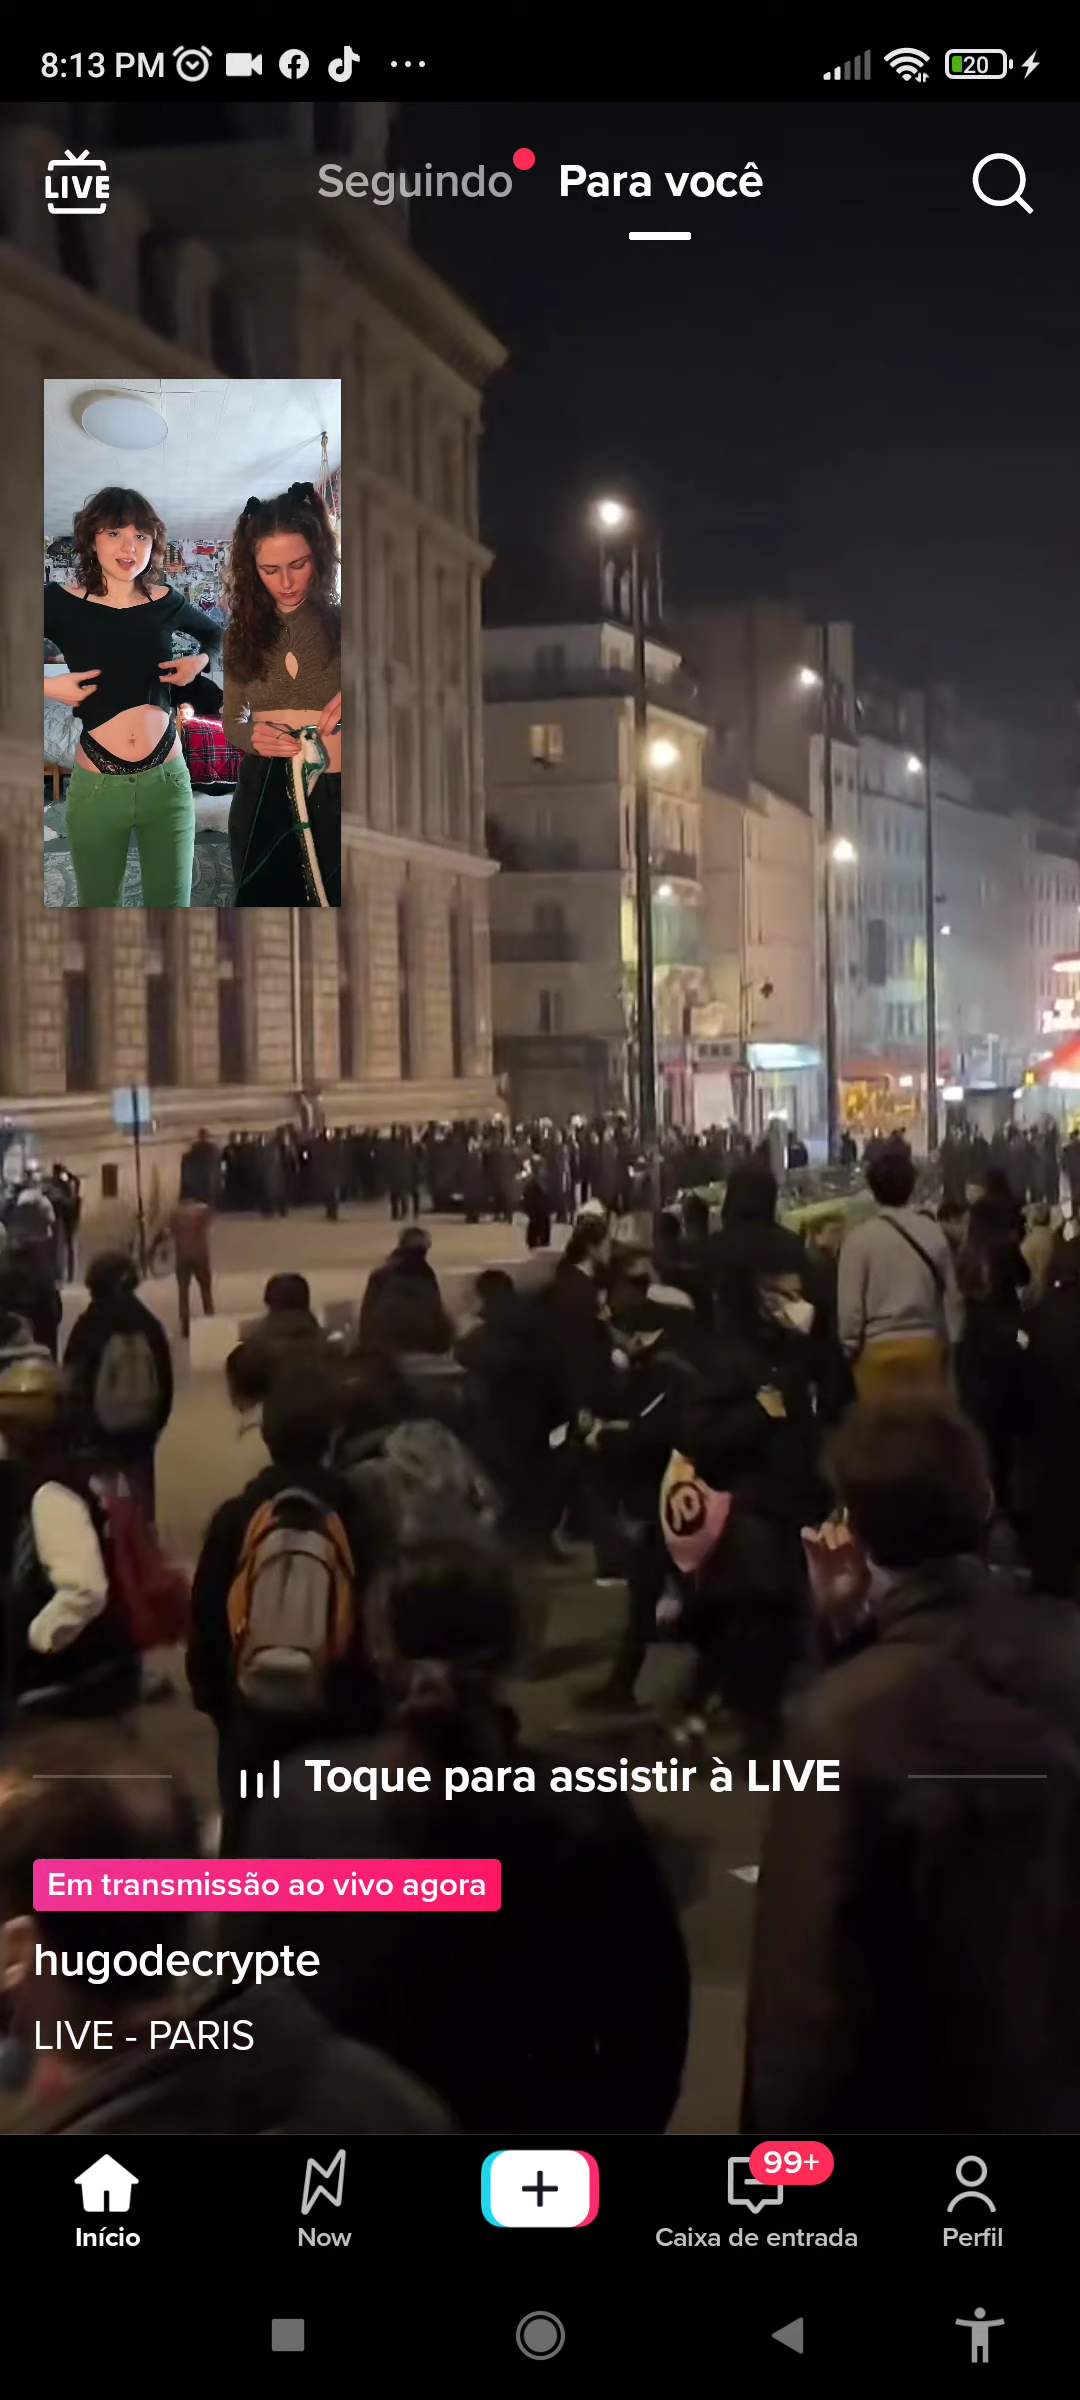 8:13 PM
20
LIVE
Seguindo
Para você
Toque para assistir à LIVE
Em transmissão ao vivo agora
hugodecrypte
LIVE - PARIS
99+
Início
Now
Caixa de entrada
Perfil